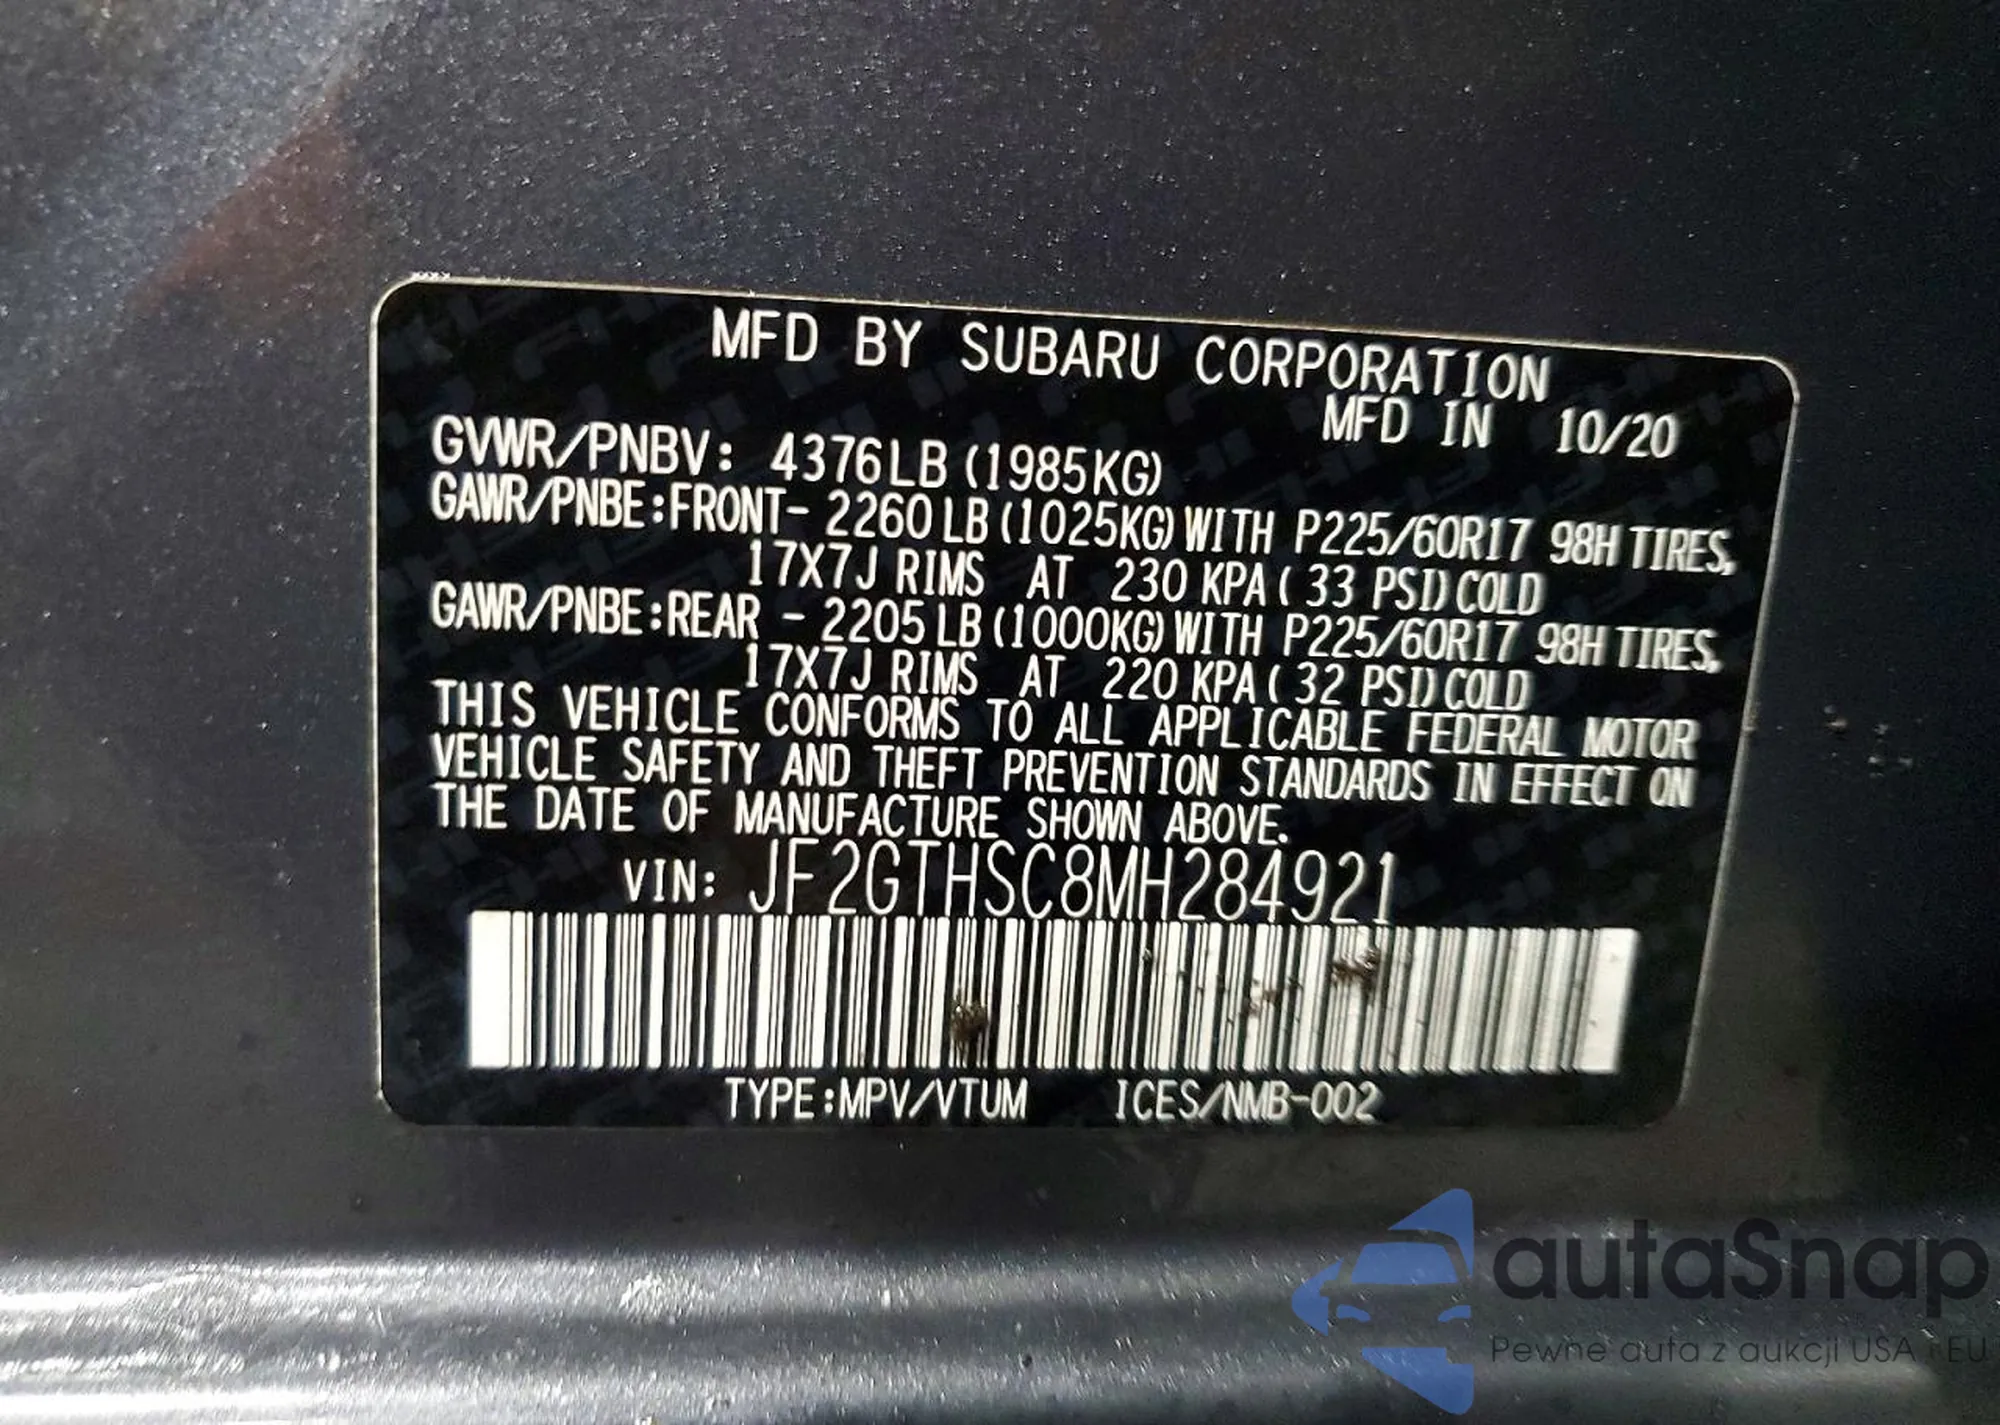 MFD BY SUBARU CORPORATION
MFD IN 10/20
GVWR/PNBV: 4376LB (1985KG)
GAWR/PNBE:FRONT- 2260 LB (1025KG) WITH P225/60R17 98H TIRES,
17X7J RIMS AT 230 KPA ( 33 PSI) COLD
GAWR/PNBE:REAR - 2205 LB (1000KG) WITH P225/60R17 98H TIRES,
17X7J RIMS AT 220 KPA ( 32 PSI) COLD
THIS VEHICLE CONFORMS TO ALL APPLICABLE FEDERAL MOTOR
VEHICLE SAFETY AND THEFT PREVENTION STANDARDS IN EFFECT ON
THE DATE OF MANUFACTURE SHOWN ABOVE.
VIN: JF2GTHSC8MH284921
TYPE:MPV/VTUM ICES/NMB-002
autaSnap
Pewne auta z aukcji USA i EU